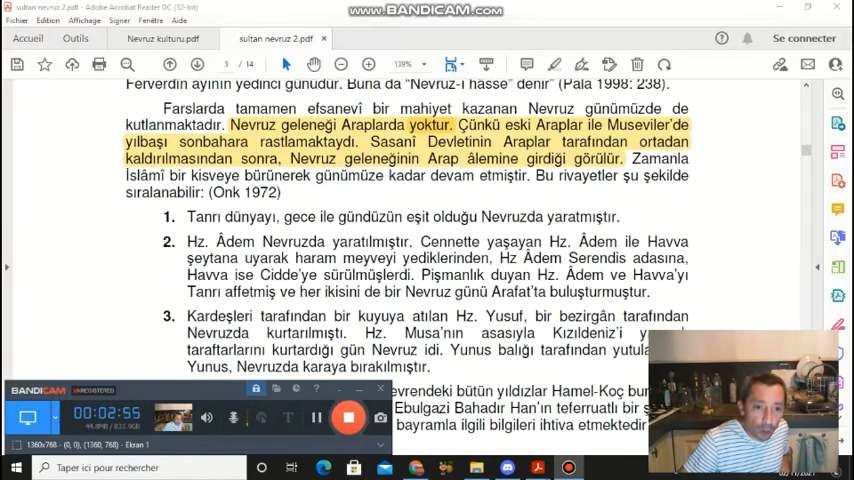 sultan nevruz 2.pdf - Adobe Acrobat Reader DC (32-bit)
www.BANDICAM.com
Fichier Edition Affichage Signer Fenêtre Aide
Accueil Outils Nevruz kulturu.pdf sultan nevruz 2.pdf × Se connecter
3 / 14 139%
Ferverdin ayının yedinci günüdür. Buna da “Nevruz-ı hâsse” denir” (Pala 1998: 238).
Farslarda tamamen efsanevî bir mahiyet kazanan Nevruz günümüzde de
kutlanmaktadır. Nevruz geleneği Araplarda yoktur. Çünkü eski Araplar ile Museviler’de
yılbaşı sonbahara rastlamaktaydı. Sasanî Devletinin Araplar tarafından ortadan
kaldırılmasından sonra, Nevruz geleneğinin Arap âlemine girdiği görülür. Zamanla
İslâmî bir kisveye bürünerek günümüze kadar devam etmiştir. Bu rivayetler şu şekilde
sıralanabilir: (Onk 1972)
1. Tanrı dünyayı, gece ile gündüzün eşit olduğu Nevruzda yaratmıştır.
2. Hz. Âdem Nevruzda yaratılmıştır. Cennette yaşayan Hz. Âdem ile Havva
şeytana uyarak haram meyveyi yediklerinden, Hz Âdem Serendis adasına,
Havva ise Cidde’ye sürülmüşlerdi. Pişmanlık duyan Hz. Âdem ve Havva’yı
Tanrı affetmiş ve her ikisini de bir Nevruz günü Arafat’ta buluşturmuştur.
3. Kardeşleri tarafından bir kuyuya atılan Hz. Yusuf, bir bezirgân tarafından
Nevruzda kurtarılmıştı. Hz. Musa’nın asasıyla Kızıldeniz’i
taraftarlarını kurtardığı gün Nevruz idi. Yunus balığı tarafından
Yunus, Nevruzda karaya bırakılmıştır.
evrendeki bütün yıldızlar Hamel-Koç
Ebulgazi Bahadır Han’ın teferruatlı bir
bayramla ilgili bilgileri ihtiva etmektedir
BANDICAM UNREGISTERED
00:02:55
44.8MB / 833.9GB
1360x768 - (0, 0), (1360, 768) - Ekran 1
Taper ici pour rechercher